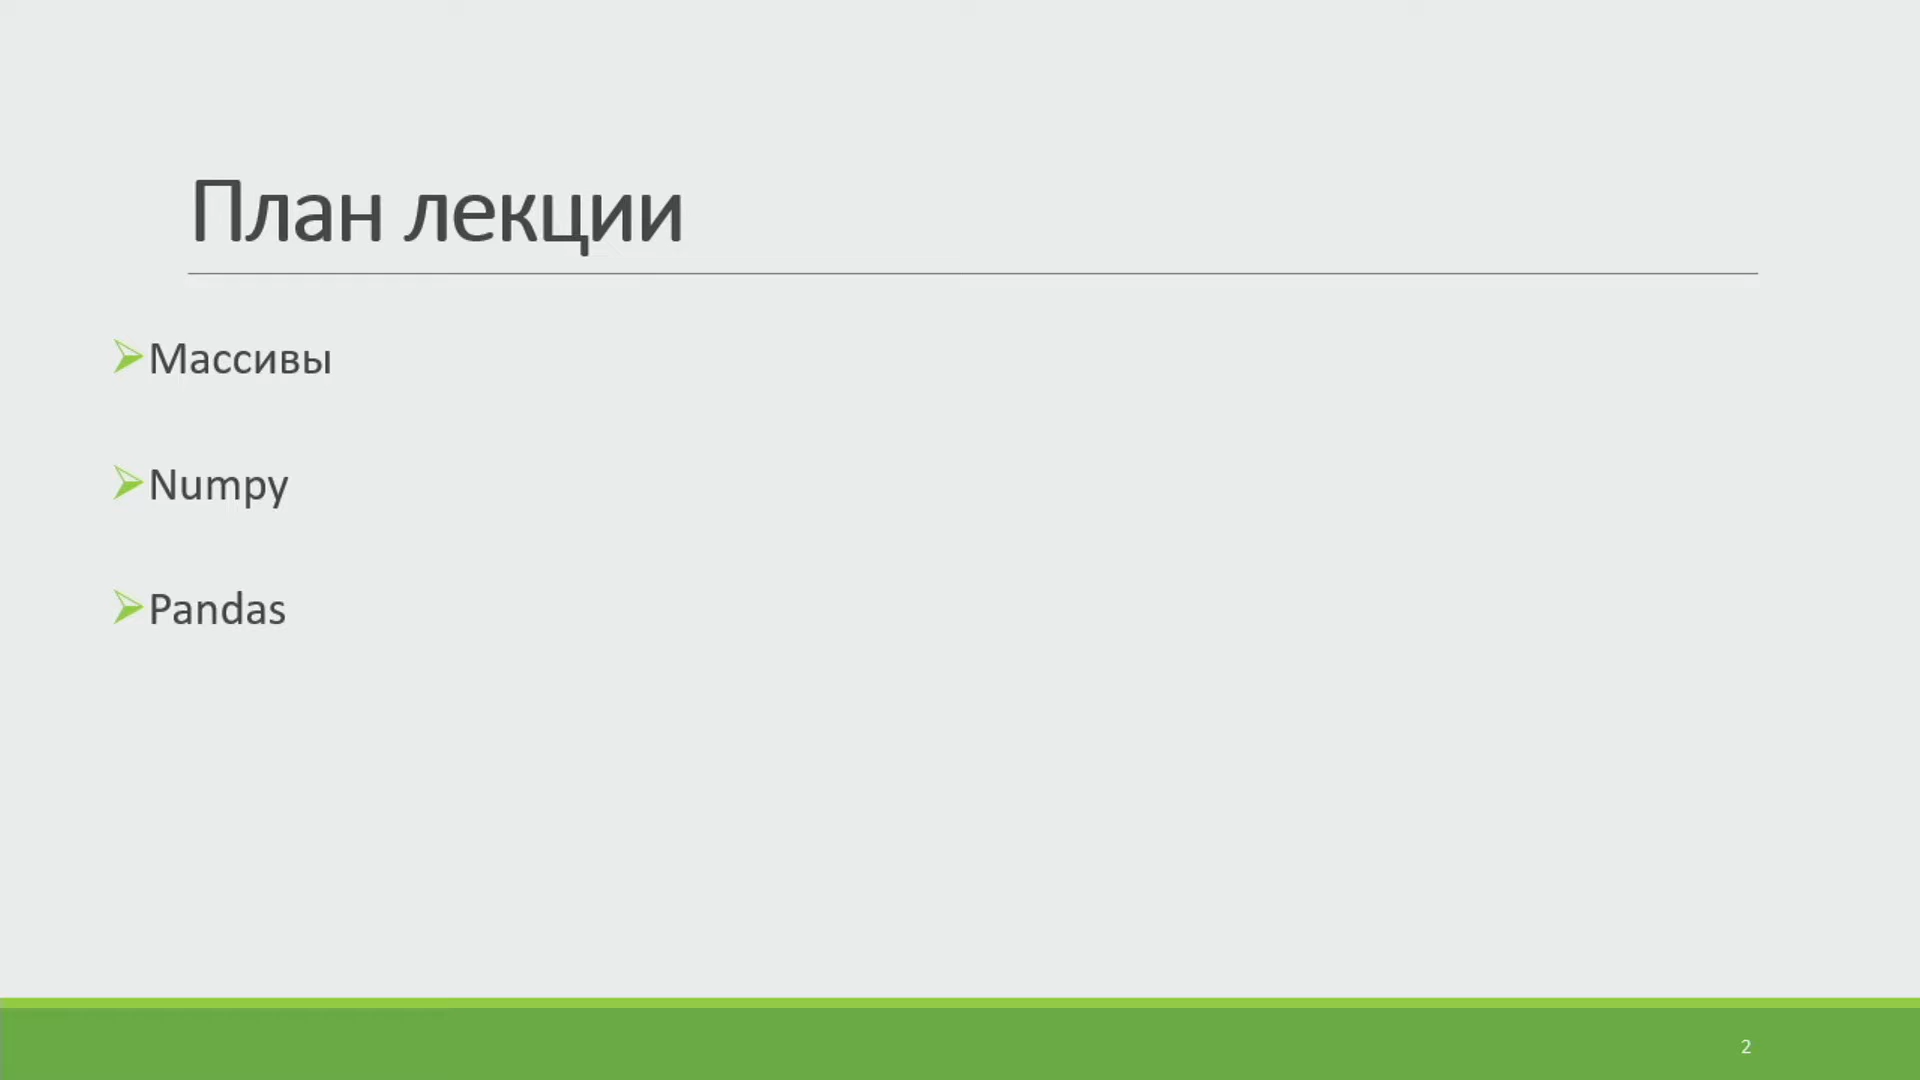 План лекции
Массивы
Numpy
Pandas
2